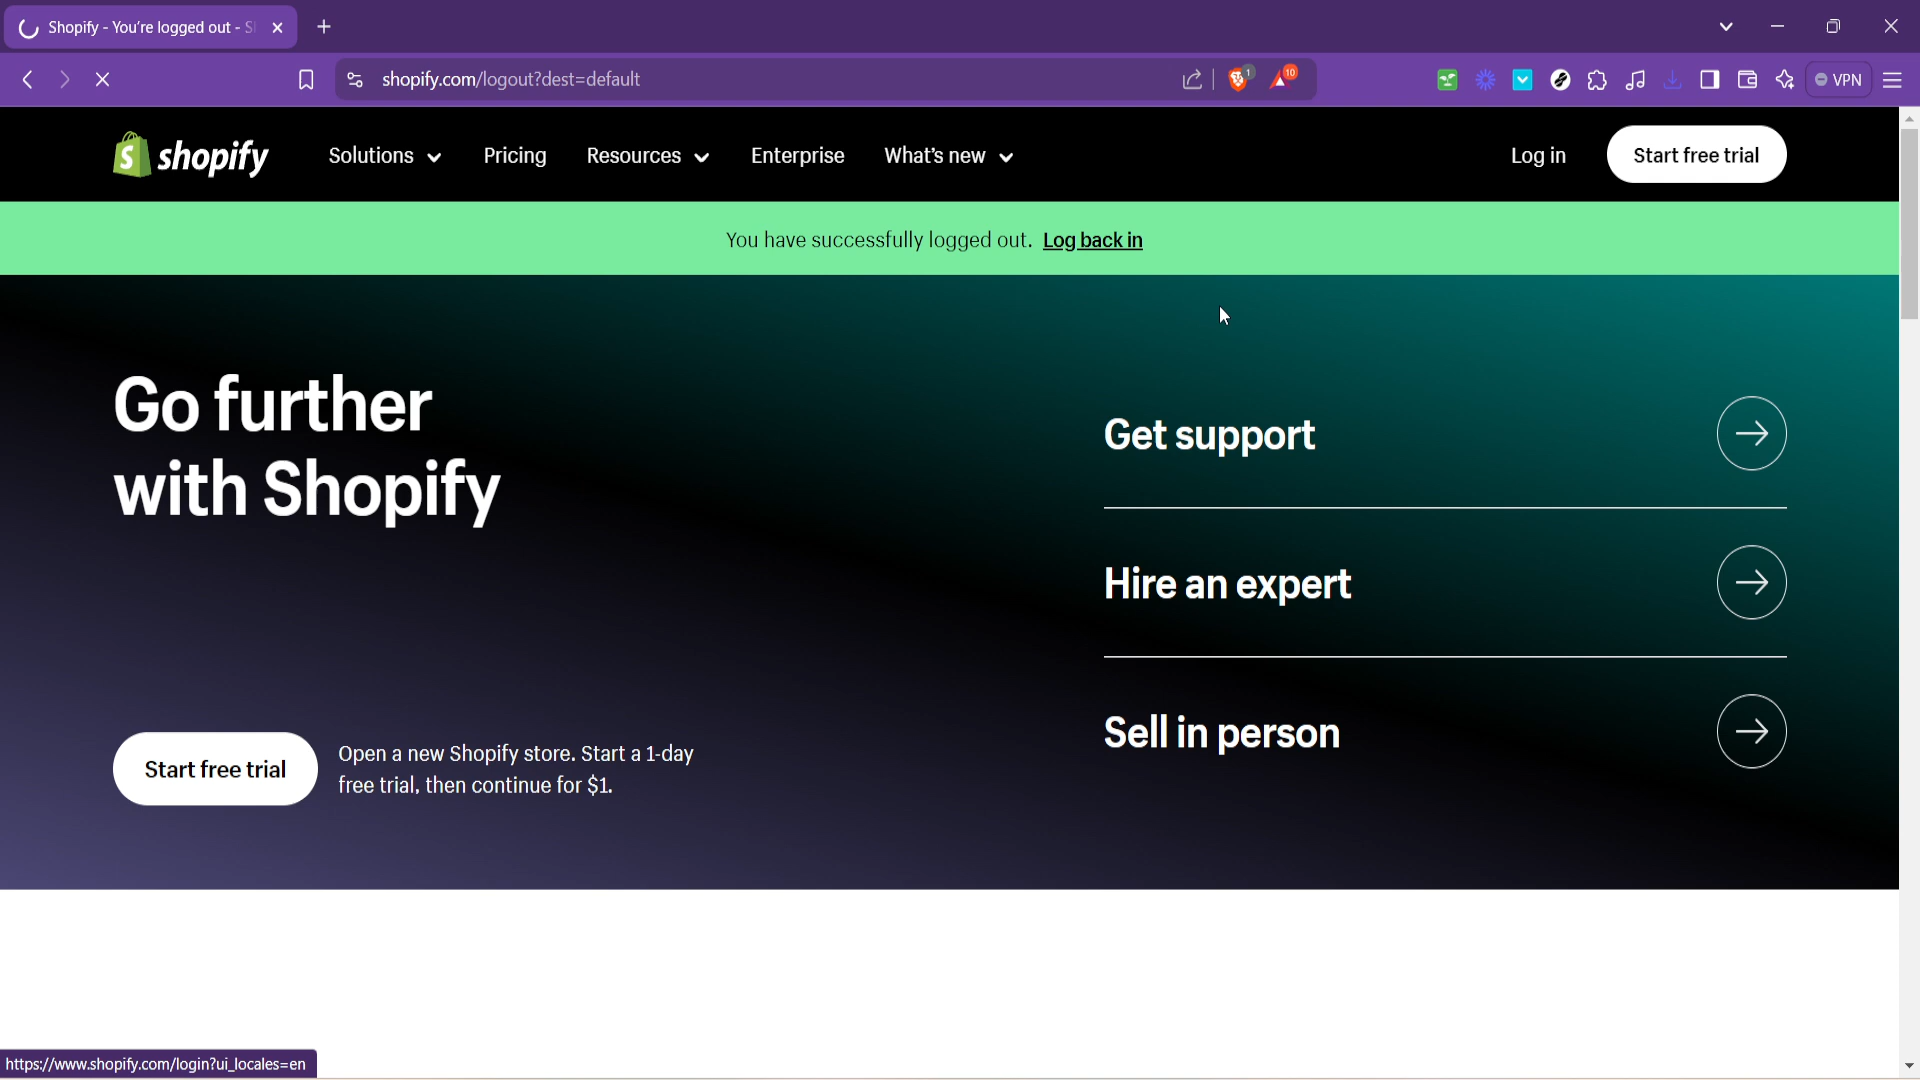 Shopify - You're logged out - S
shopify.com/logout?dest=default
1
10
VPN
shopify
Solutions
Pricing
Resources
Enterprise
What's new
Log in
Start free trial
You have successfully logged out. Log back in
Go further
with Shopify
Get support
Hire an expert
Sell in person
Start free trial
Open a new Shopify store. Start a 1-day
free trial, then continue for $1.
https://www.shopify.com/login?ui_locales=en